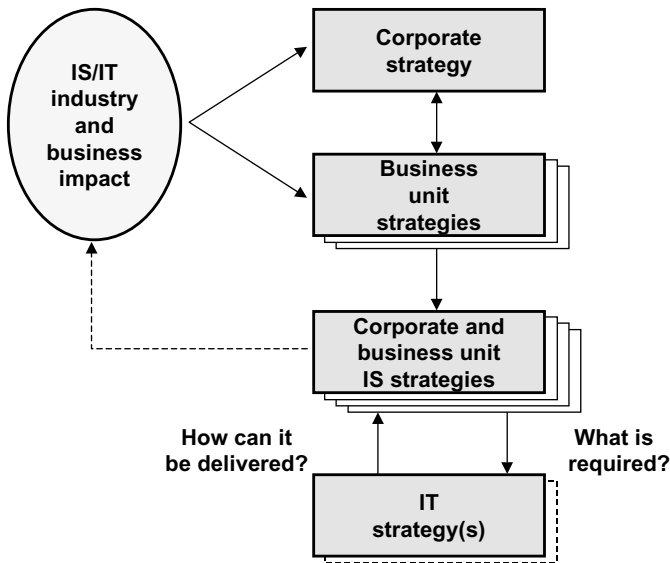 IS/IT
industry
and
business
impact
Corporate
strategy
Business
unit
strategies
Corporate and
business unit
IS strategies
How can it
be delivered?
What is
required?
IT
strategy(s)